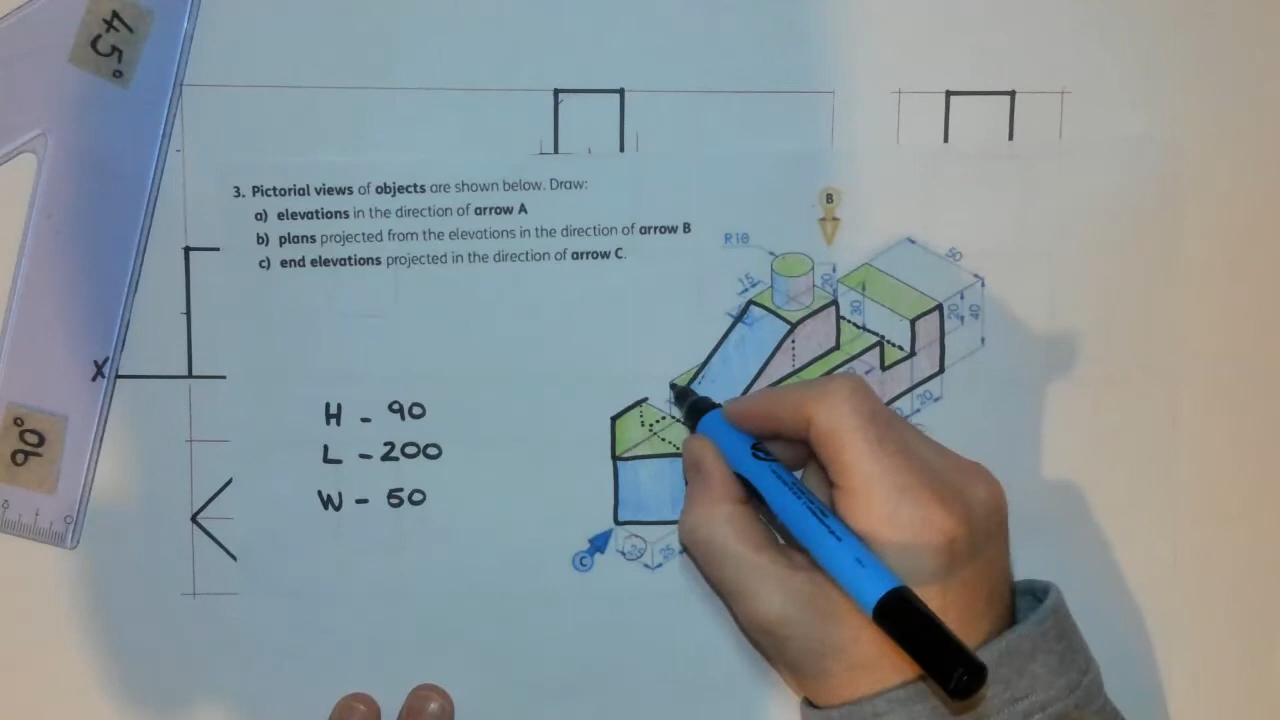 45°
3. Pictorial views of objects are shown below. Draw:
a) elevations in the direction of arrow A
b) plans projected from the elevations in the direction of arrow B
c) end elevations projected in the direction of arrow C.
B
R10
50
15
20
30
20
40
20
X
H - 90
L - 200
W - 50
90°
C
25
25